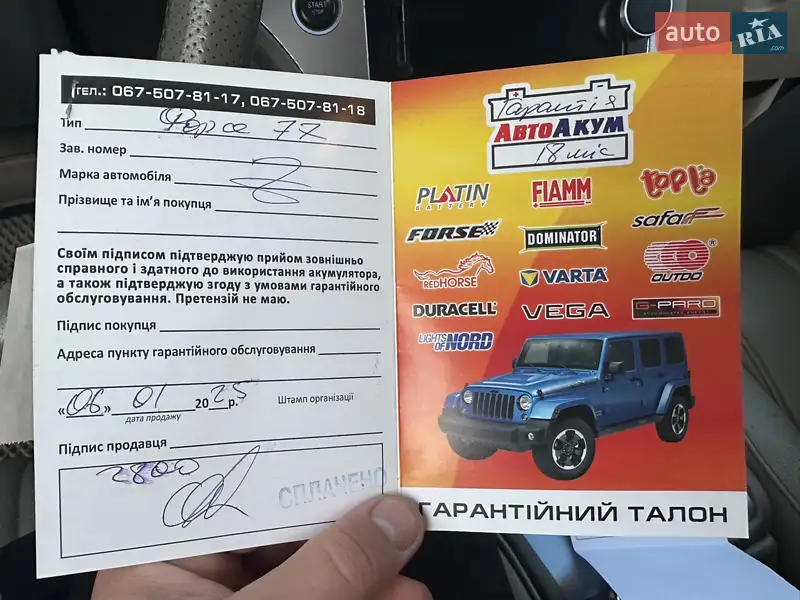 START
STOP
auto RIA
.com
ТЕЛ.: 067-507-81-17, 067-507-81-18
Тип Форсе 77
Зав. номер
Марка автомобіля
Прізвище та ім’я покупця
Своїм підписом підтверджую прийом зовнішньо
справного і здатного до використання акумулятора,
а також підтверджую згоду з умовами гарантійного
обслуговування. Претензій не маю.
Підпис покупця
Адреса пункту гарантійного обслуговування
«06» 01 2025 р. Штамп організації
дата продажу
Підпис продавця
2800
СПЛАЧЕНО
Гарантія
АвтоАкум
18 міс
PLATIN
BATTERY
FIAMM
topla
FORSE
DOMINATOR
safa
REDHORSE
VARTA
OUTDO
DURACELL
VEGA
G-PARD
LIGHTS OF NORD
ГАРАНТІЙНИЙ ТАЛОН